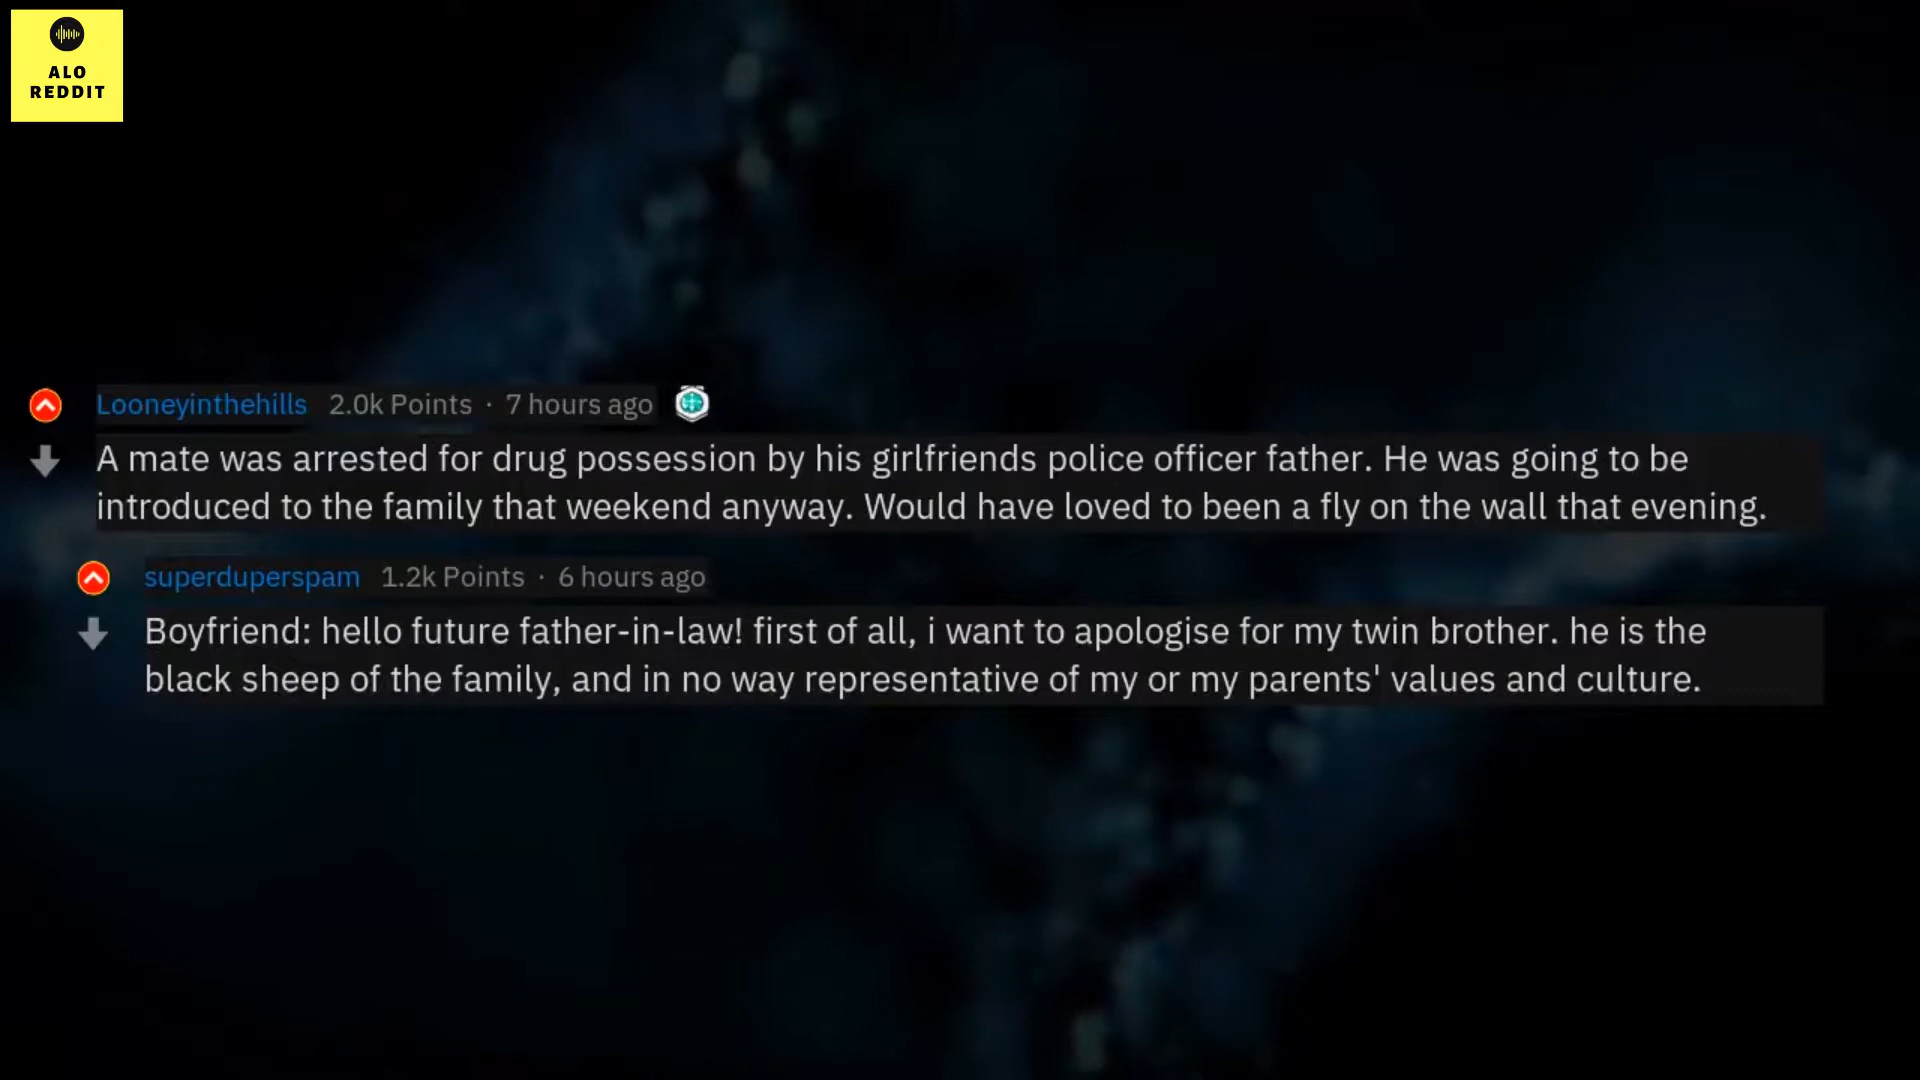 ALO
REDDIT
Looneyinthehills 2.0k Points · 7 hours ago
A mate was arrested for drug possession by his girlfriends police officer father. He was going to be
introduced to the family that weekend anyway. Would have loved to been a fly on the wall that evening.
superduperspam 1.2k Points · 6 hours ago
Boyfriend: hello future father-in-law! first of all, i want to apologise for my twin brother. he is the
black sheep of the family, and in no way representative of my or my parents' values and culture.